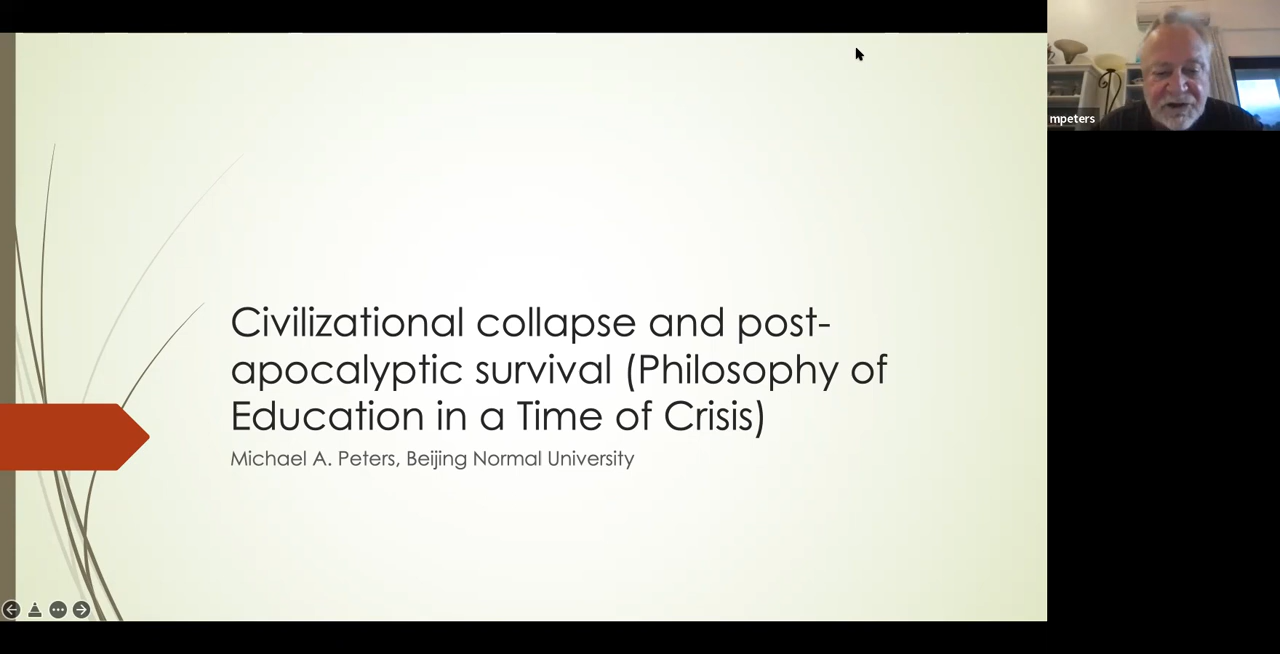 Civilizational collapse and post-
apocalyptic survival (Philosophy of
Education in a Time of Crisis)
Michael A. Peters, Beijing Normal University
mpeters